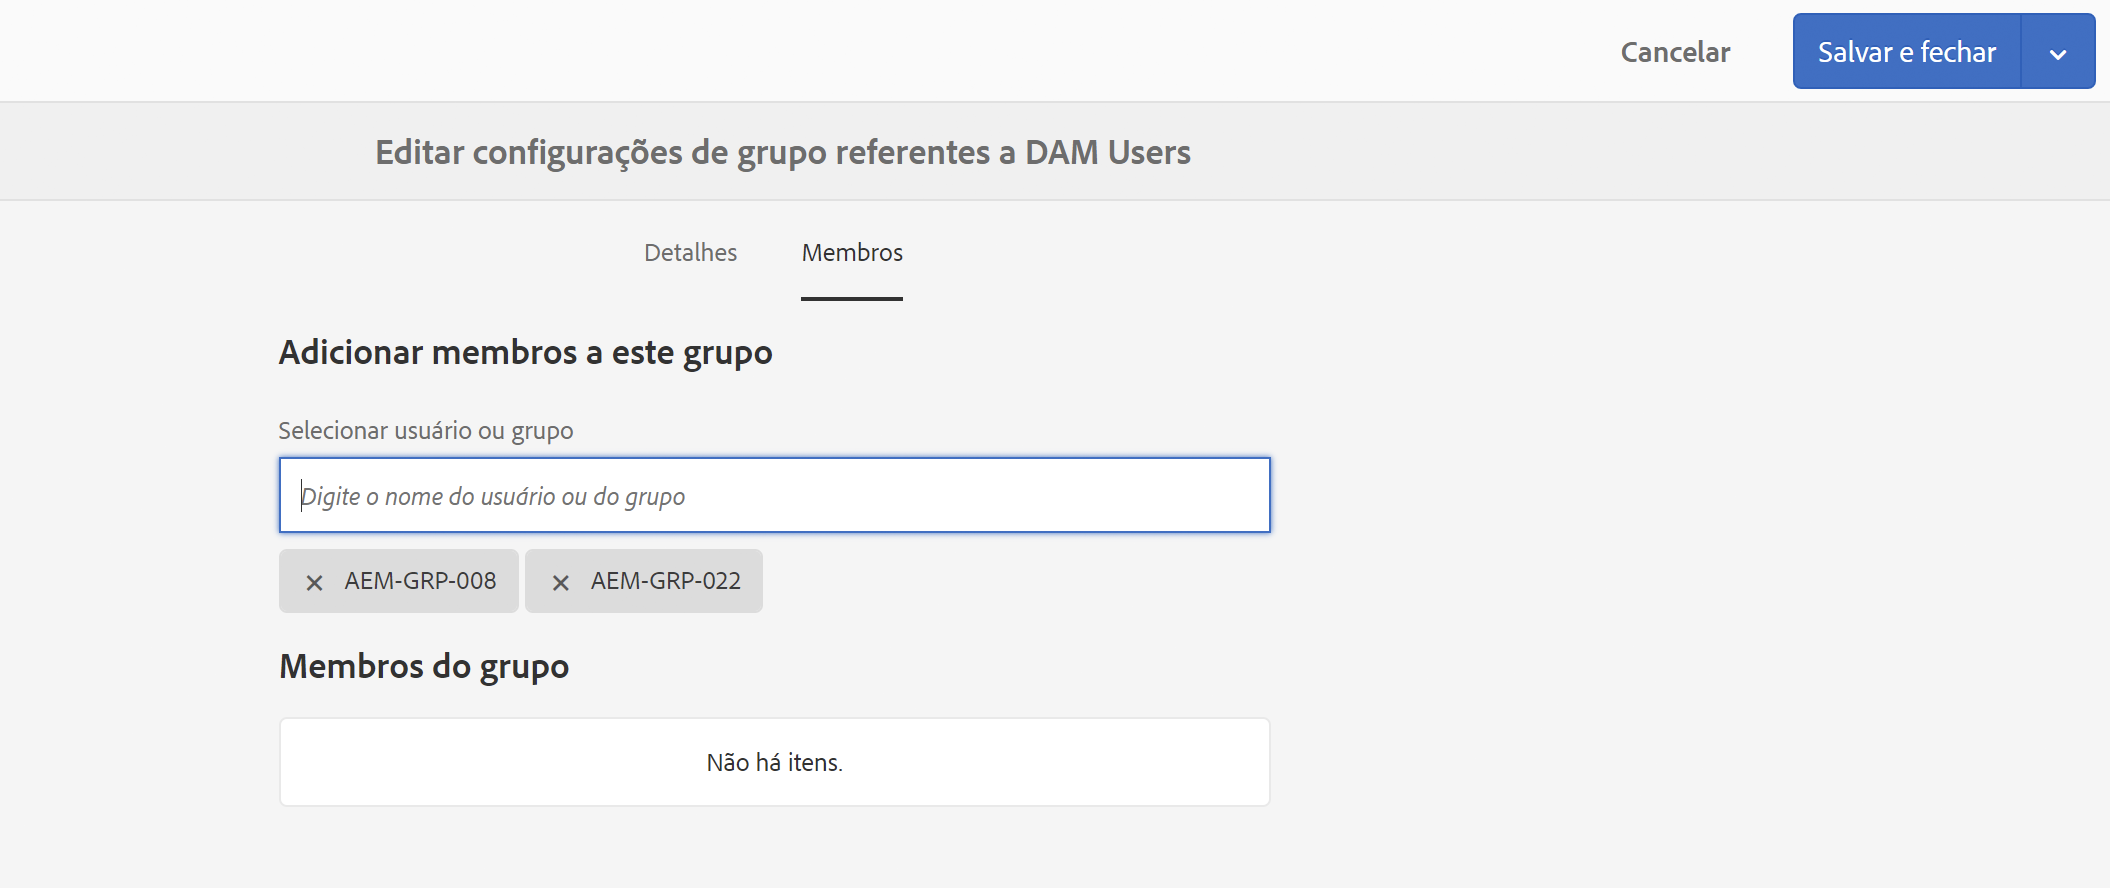 Cancelar
Salvar e fechar
Editar configurações de grupo referentes a DAM Users
Detalhes Membros
Adicionar membros a este grupo
Selecionar usuário ou grupo
Digite o nome do usuário ou do grupo
AEM-GRP-008 AEM-GRP-022
Membros do grupo
Não há itens.